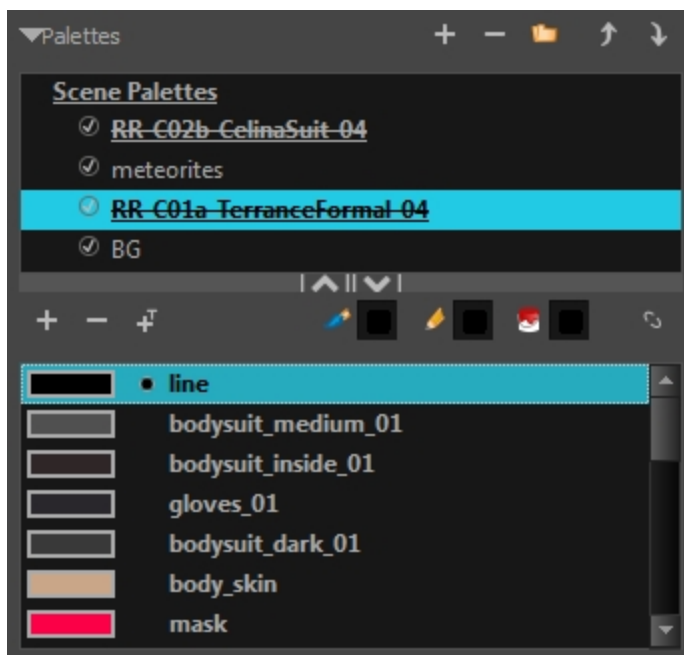 Palettes
Scene Palettes
RR-C02b-CelinaSuit-04
meteorites
RR-C01a-TerranceFormal-04
BG
line
bodysuit_medium_01
bodysuit_inside_01
gloves_01
bodysuit_dark_01
body_skin
mask